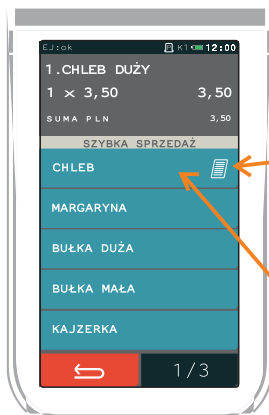 EJ:ok K1 12:00
1.CHLEB DUŻY
1 × 3,50 3,50
SUMA PLN 3,50
SZYBKA SPRZEDAŻ
CHLEB
MARGARYNA
BUŁKA DUŻA
BUŁKA MAŁA
KAJZERKA
1/3